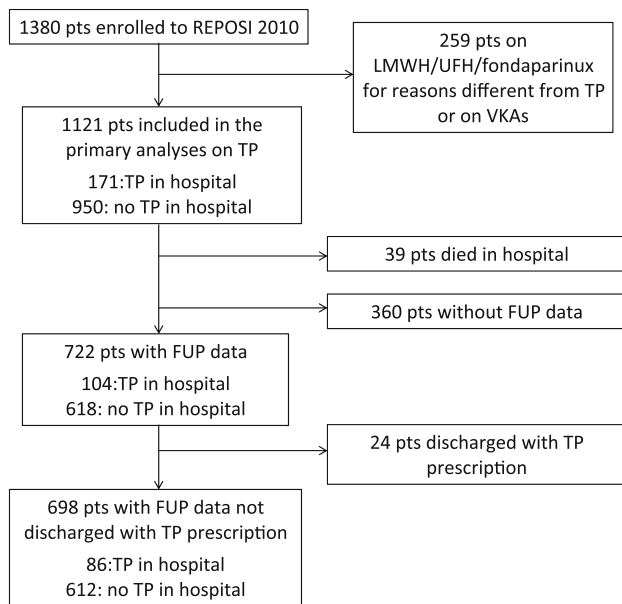 1380 pts enrolled to REPOSI 2010
259 pts on
LMWH/UFH/fondaparinux
for reasons different from TP
or on VKAs
1121 pts included in the
primary analyses on TP
171:TP in hospital
950: no TP in hospital
39 pts died in hospital
360 pts without FUP data
722 pts with FUP data
104:TP in hospital
618: no TP in hospital
24 pts discharged with TP
prescription
698 pts with FUP data not
discharged with TP prescription
86:TP in hospital
612: no TP in hospital